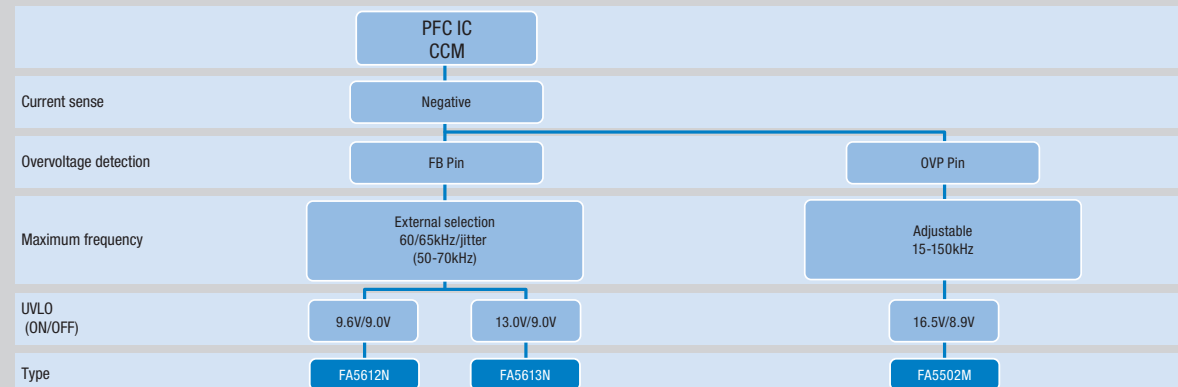 PFC IC
CCM
Current sense
Negative
Overvoltage detection
FB Pin
OVP Pin
Maximum frequency
External selection
60/65kHz/jitter
(50-70kHz)
Adjustable
15-150kHz
UVLO
(ON/OFF)
9.6V/9.0V
13.0V/9.0V
16.5V/8.9V
Type
FA5612N
FA5613N
FA5502M